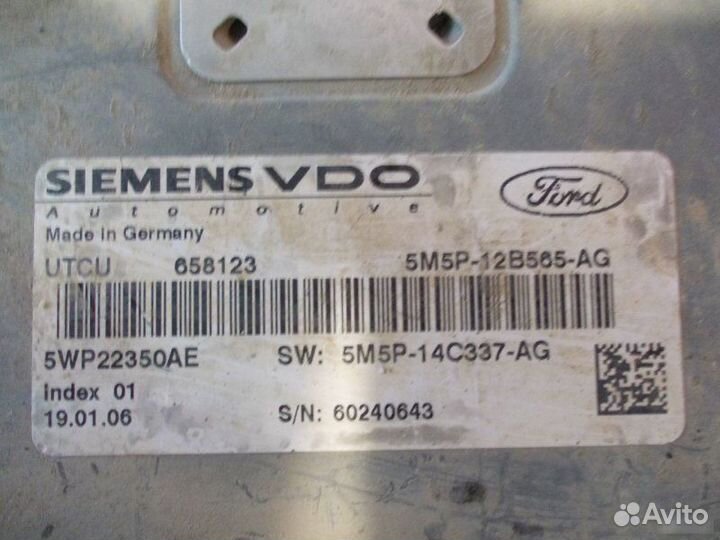 SIEMENS VDO
Automotive
Ford
Made in Germany
UTCU 658123 5M5P-12B565-AG
5WP22350AE SW: 5M5P-14C337-AG
Index 01
19.01.06 S/N: 60240643
Avito